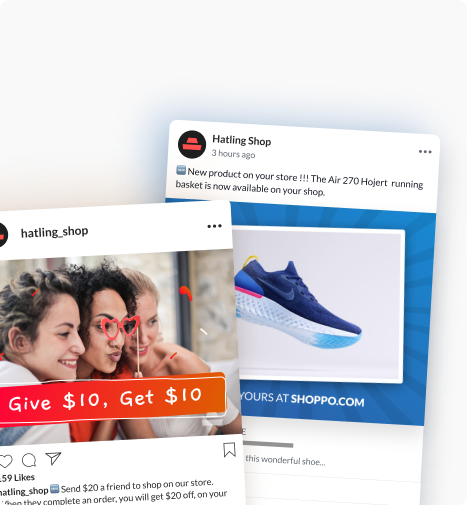 Hatling Shop
3 hours ago
New product on your store !!! The Air 270 Hojert running
basket is now available on your shop.
YOURS AT SHOPPO.COM
this wonderful shoe...
hatling_shop
Give $10, Get $10
159 Likes
hatling_shop Send $20 a friend to shop on our store.
When they complete an order, you will get $20 off, on your